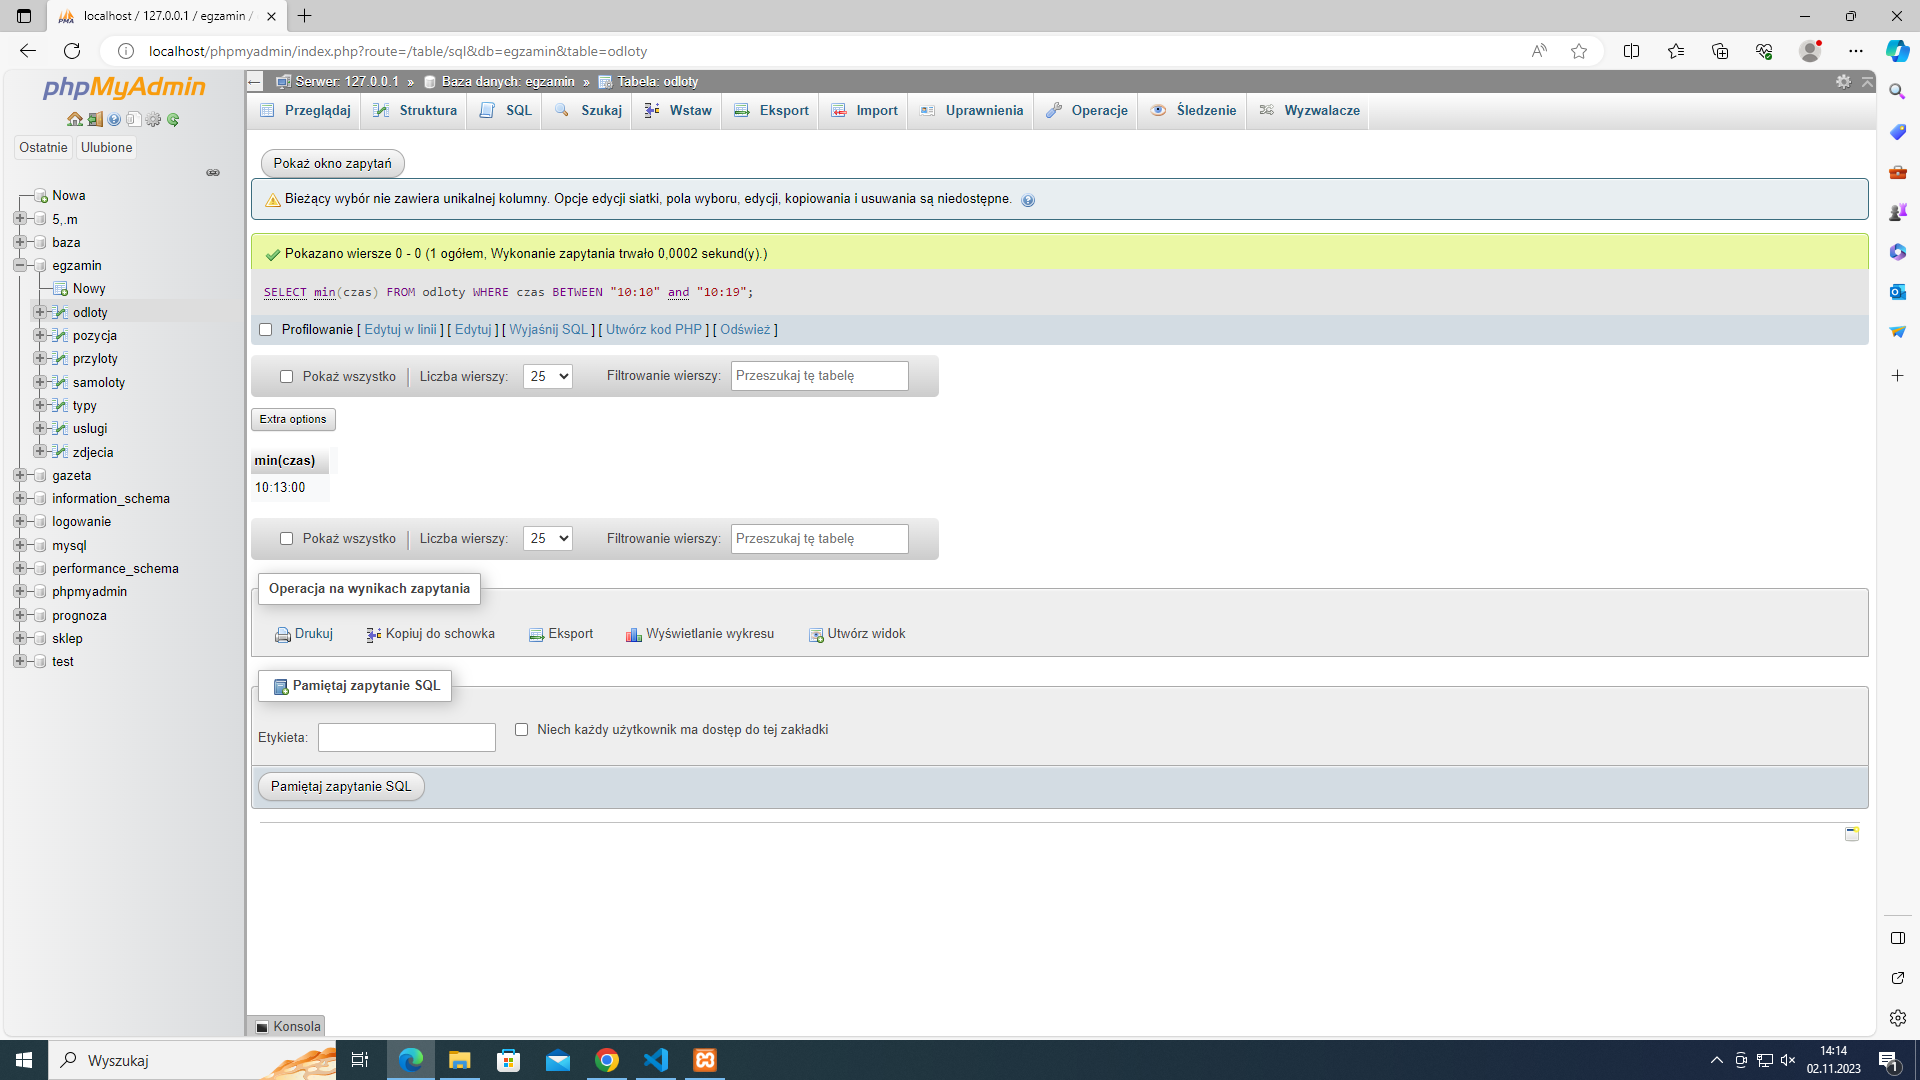 localhost / 127.0.0.1 / egzamin /
localhost/phpmyadmin/index.php?route=/table/sql&db=egzamin&table=odloty
phpMyAdmin
Ostatnie
Ulubione
Nowa
5,.m
baza
egzamin
Nowy
odloty
pozycja
przyloty
samoloty
typy
uslugi
zdjecia
gazeta
information_schema
logowanie
mysql
performance_schema
phpmyadmin
prognoza
sklep
test
Serwer: 127.0.0.1 » Baza danych: egzamin » Tabela: odloty
Przeglądaj Struktura SQL Szukaj Wstaw Eksport Import Uprawnienia Operacje Śledzenie Wyzwalacze
Pokaż okno zapytań
Bieżący wybór nie zawiera unikalnej kolumny. Opcje edycji siatki, pola wyboru, edycji, kopiowania i usuwania są niedostępne.
Pokazano wiersze 0 - 0 (1 ogółem, Wykonanie zapytania trwało 0,0002 sekund(y).)
SELECT min(czas) FROM odloty WHERE czas BETWEEN "10:10" and "10:19";
Profilowanie [ Edytuj w linii ] [ Edytuj ] [ Wyjaśnij SQL ] [ Utwórz kod PHP ] [ Odśwież ]
Pokaż wszystko Liczba wierszy: 25 Filtrowanie wierszy: Przeszukaj tę tabelę
Extra options
min(czas)
10:13:00
Pokaż wszystko Liczba wierszy: 25 Filtrowanie wierszy: Przeszukaj tę tabelę
Operacja na wynikach zapytania
Drukuj Kopiuj do schowka Eksport Wyświetlanie wykresu Utwórz widok
Pamiętaj zapytanie SQL
Etykieta: Niech każdy użytkownik ma dostęp do tej zakładki
Pamiętaj zapytanie SQL
Konsola
Wyszukaj
14:14
02.11.2023
1